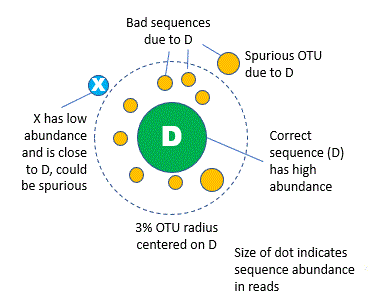 Bad sequences
due to D
Spurious OTU
due to D
X
X has low
abundance
and is close
to D, could
be spurious
D
Correct
sequence (D)
has high
abundance
3% OTU radius
centered on D
Size of dot indicates
sequence abundance
in reads